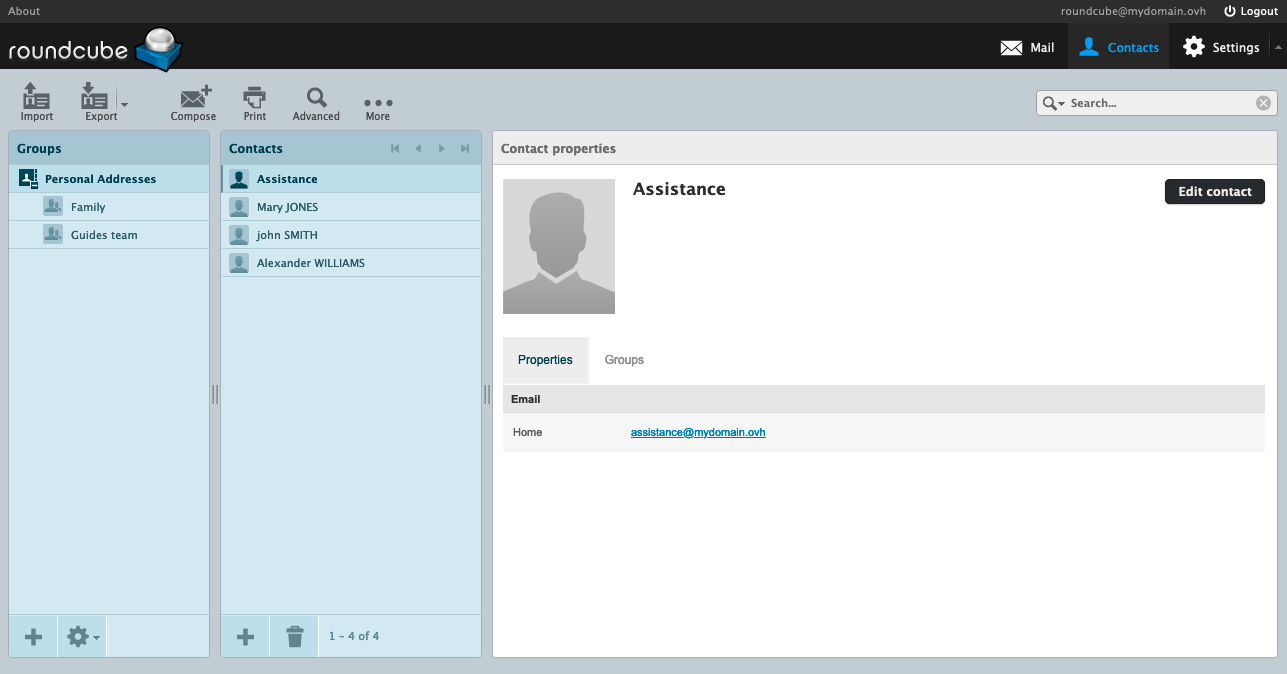 About
roundcube@mydomain.ovh Logout
roundcube
Mail Contacts Settings
Import Export Compose Print Advanced More
Search...
Groups
Personal Addresses
Family
Guides team
Contacts
Assistance
Mary JONES
john SMITH
Alexander WILLIAMS
1 – 4 of 4
Contact properties
Assistance
Edit contact
Properties Groups
Email
Home assistance@mydomain.ovh